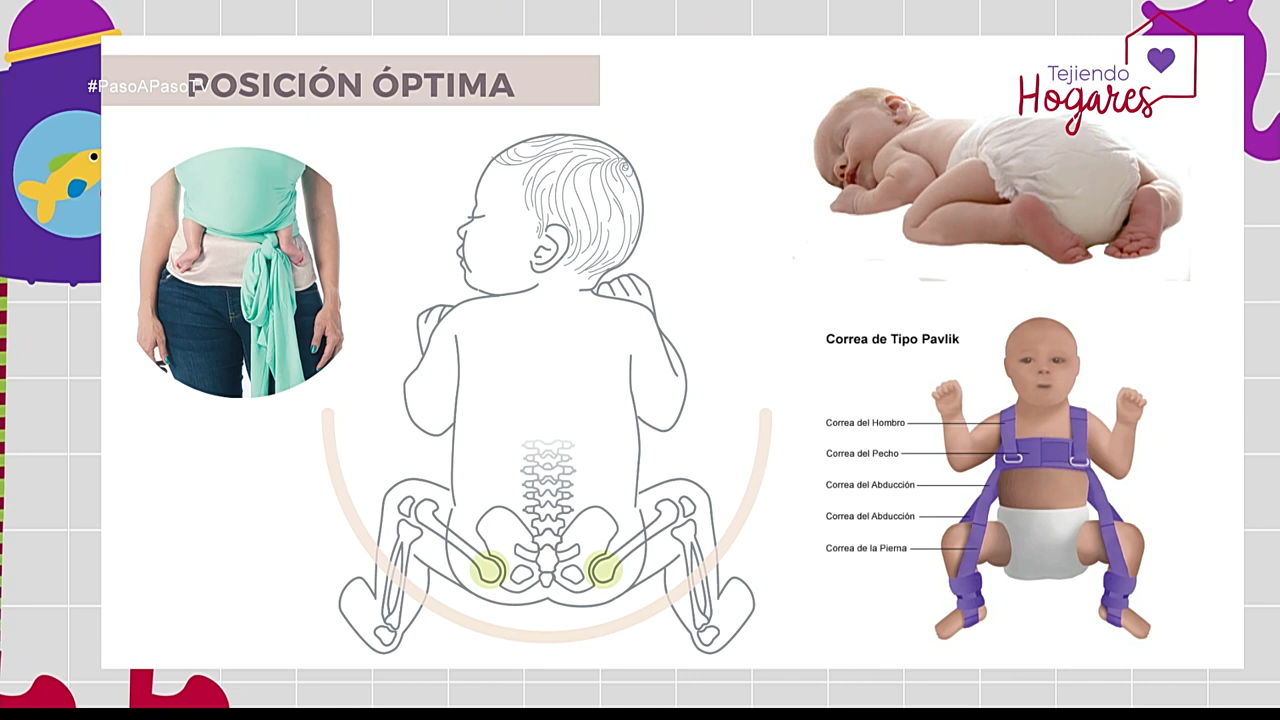 #PasoAPasoTV
POSICIÓN ÓPTIMA
Tejiendo
Hogares
Correa de Tipo Pavlik
Correa del Hombro
Correa del Pecho
Correa del Abducción
Correa del Abducción
Correa de la Pierna